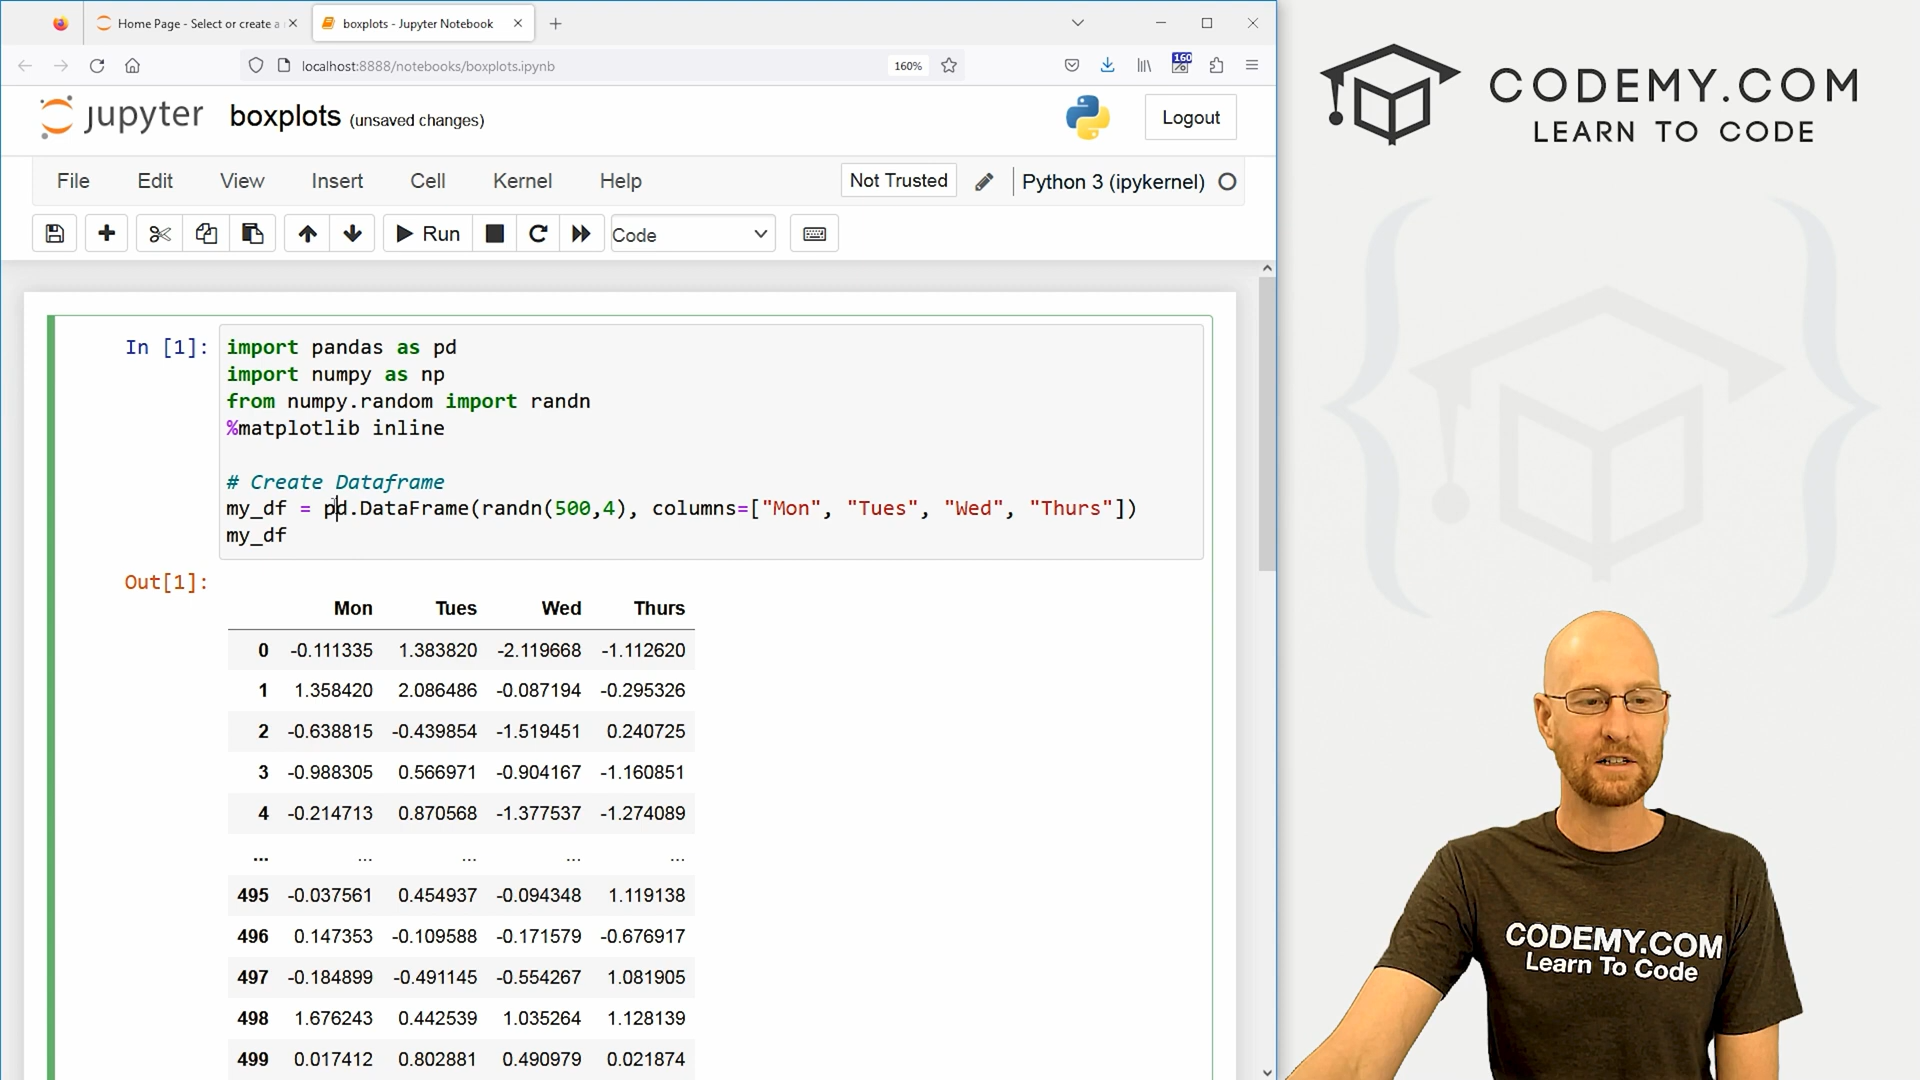 Home Page - Select or create a
boxplots - Jupyter Notebook
localhost:8888/notebooks/boxplots.ipynb
160%
160
jupyter boxplots (unsaved changes)
Logout
File Edit View Insert Cell Kernel Help
Not Trusted
Python 3 (ipykernel)
Run
Code
In [1]:
import pandas as pd
import numpy as np
from numpy.random import randn
%matplotlib inline
# Create Dataframe
my_df = pd.DataFrame(randn(500,4), columns=["Mon", "Tues", "Wed", "Thurs"])
my_df
Out[1]:
Mon Tues Wed Thurs
0 -0.111335 1.383820 -2.119668 -1.112620
1 1.358420 2.086486 -0.087194 -0.295326
2 -0.638815 -0.439854 -1.519451 0.240725
3 -0.988305 0.566971 -0.904167 -1.160851
4 -0.214713 0.870568 -1.377537 -1.274089
... ... ... ... ...
495 -0.037561 0.454937 -0.094348 1.119138
496 0.147353 -0.109588 -0.171579 -0.676917
497 -0.184899 -0.491145 -0.554267 1.081905
498 1.676243 0.442539 1.035264 1.128139
499 0.017412 0.802881 0.490979 0.021874
CODEMY.COM
LEARN TO CODE
CODEMY.COM
Learn To Code